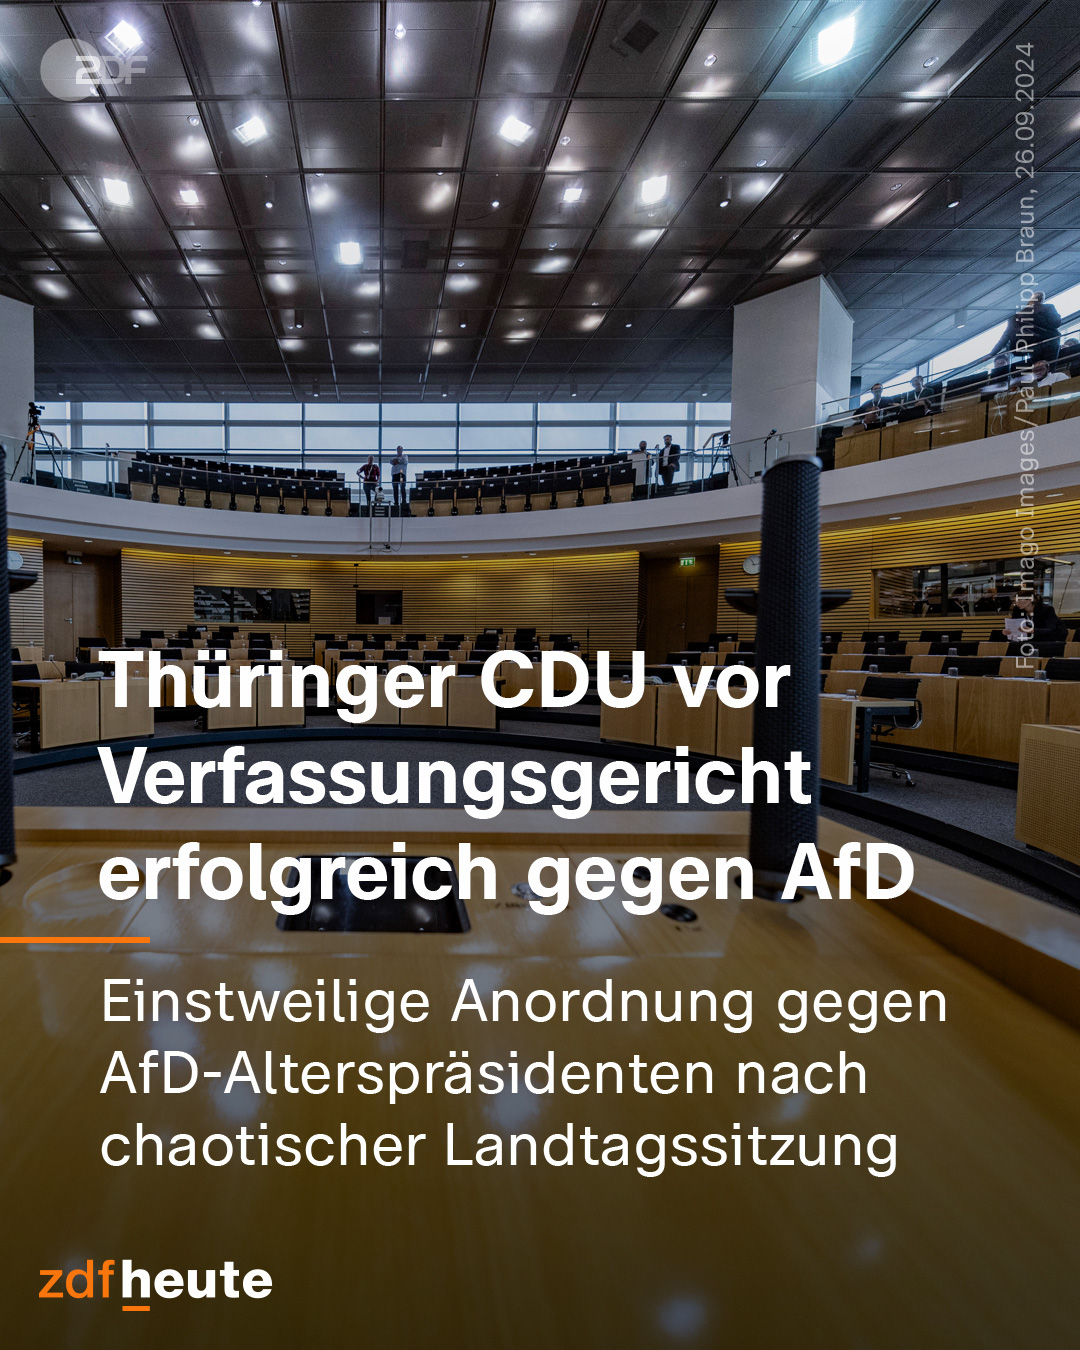 ZDF
Foto: Imago Images/Paul-Philipp Braun, 26.09.2024
Thüringer CDU vor
Verfassungsgericht
erfolgreich gegen AfD
Einstweilige Anordnung gegen
AfD-Alterspräsidenten nach
chaotischer Landtagssitzung
zdfheute